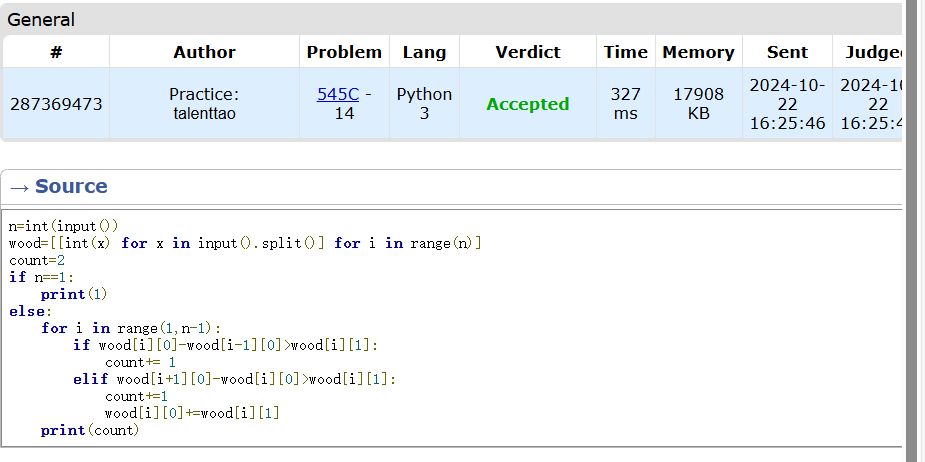 General
# Author Problem Lang Verdict Time Memory Sent Judge
287369473 Practice: talenttao 545C - 14 Python 3 Accepted 327 ms 17908 KB 2024-10-22 16:25:46 2024-10 22 16:25:4
→ Source
n=int(input())
wood=[[int(x) for x in input().split()] for i in range(n)]
count=2
if n==1:
    print(1)
else:
    for i in range(1,n-1):
        if wood[i][0]-wood[i-1][0]>wood[i][1]:
            count+= 1
        elif wood[i+1][0]-wood[i][0]>wood[i][1]:
            count+=1
            wood[i][0]+=wood[i][1]
    print(count)